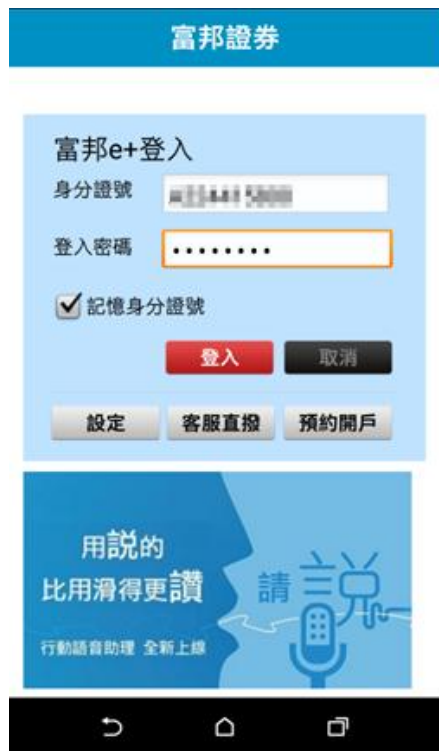 富邦證券
富邦e+登入
身分證號
登入密碼 ••••••••
記憶身分證號
登入 取消
設定 客服直撥 預約開戶
用説的
比用滑得更讚
請説
行動語音助理 全新上線